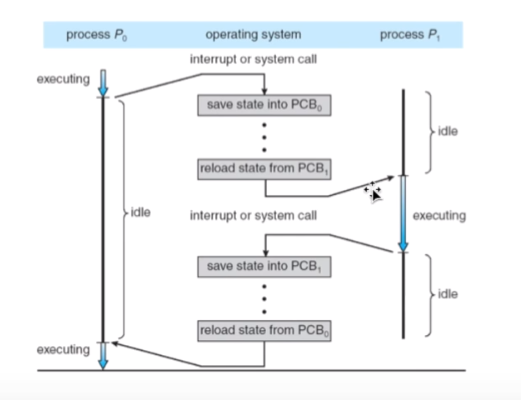 process P₀ operating system process P₁
interrupt or system call
executing
save state into PCB₀
idle
reload state from PCB₁
idle
interrupt or system call
executing
save state into PCB₁
idle
reload state from PCB₀
executing